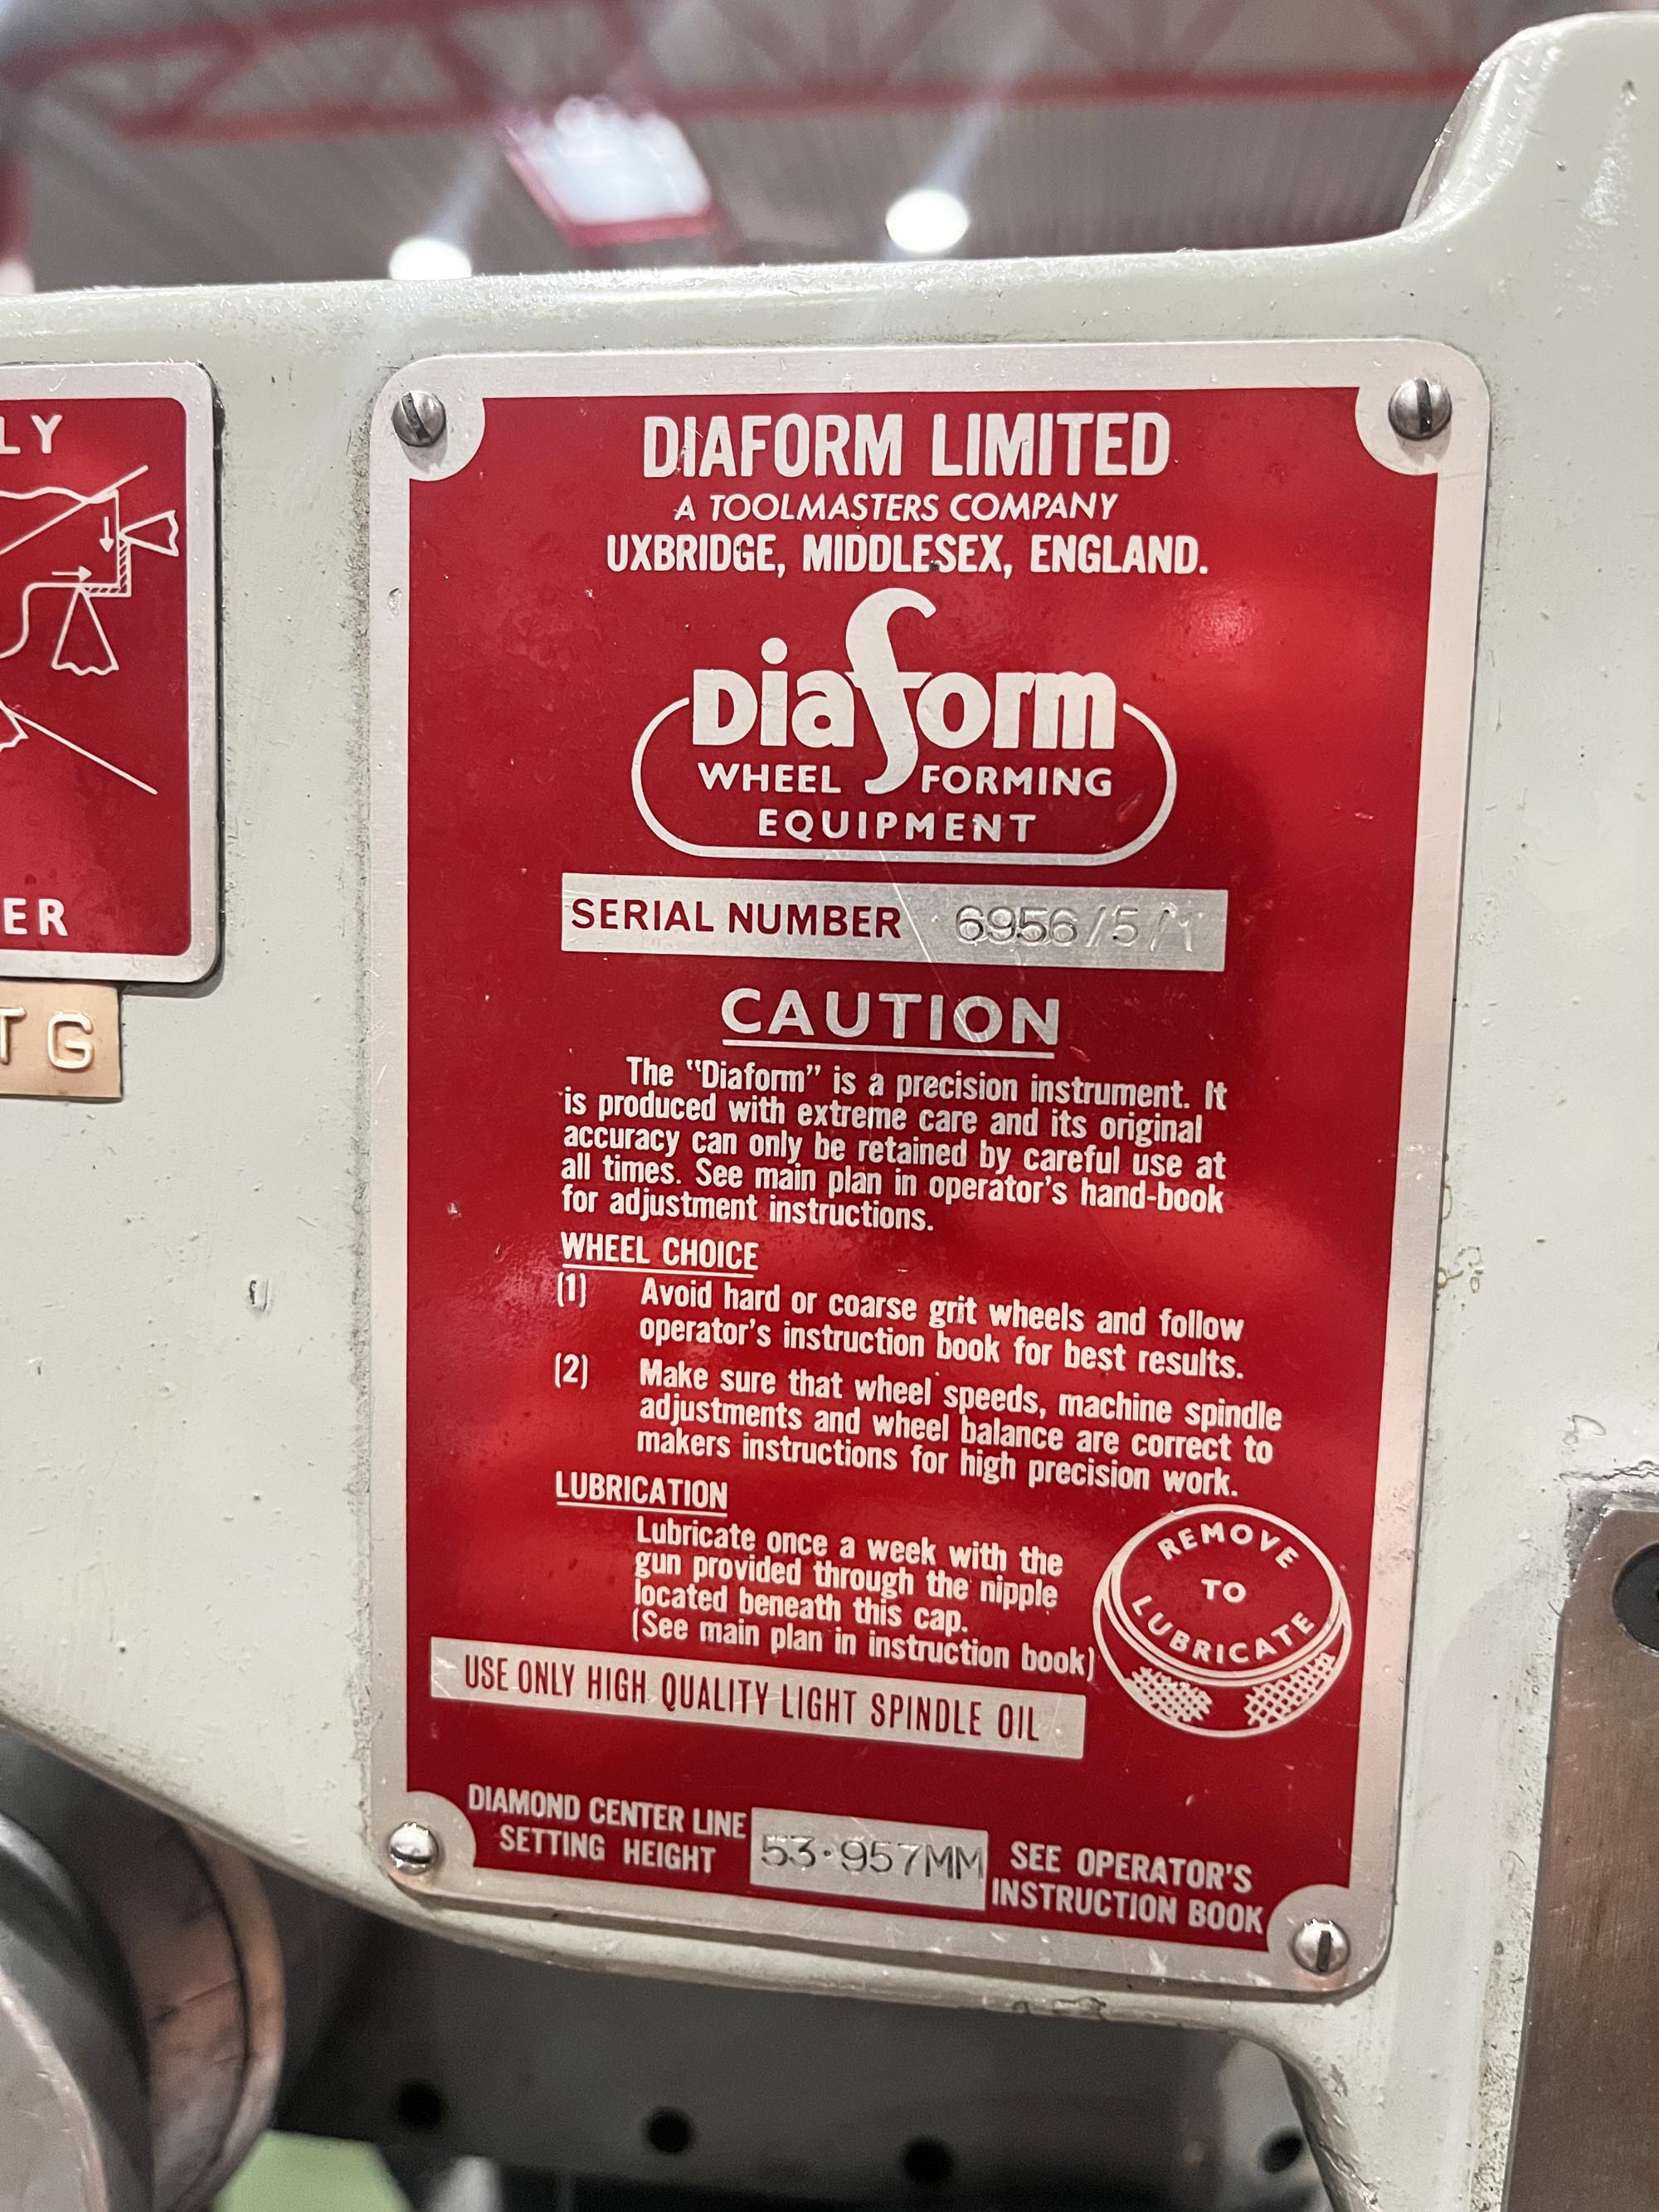 LY
ER
TG
DIAFORM LIMITED
A TOOLMASTERS COMPANY
UXBRIDGE, MIDDLESEX, ENGLAND.
Diaform
WHEEL FORMING
EQUIPMENT
SERIAL NUMBER 6956/5/1
CAUTION
The "Diaform" is a precision instrument. It
is produced with extreme care and its original
accuracy can only be retained by careful use at
all times. See main plan in operator's hand-book
for adjustment instructions.
WHEEL CHOICE
(1) Avoid hard or coarse grit wheels and follow
operator's instruction book for best results.
(2) Make sure that wheel speeds, machine spindle
adjustments and wheel balance are correct to
makers instructions for high precision work.
LUBRICATION
Lubricate once a week with the
gun provided through the nipple
located beneath this cap.
(See main plan in instruction book)
REMOVE
TO
LUBRICATE
USE ONLY HIGH QUALITY LIGHT SPINDLE OIL
DIAMOND CENTER LINE
SETTING HEIGHT
53·957MM
SEE OPERATOR'S
INSTRUCTION BOOK